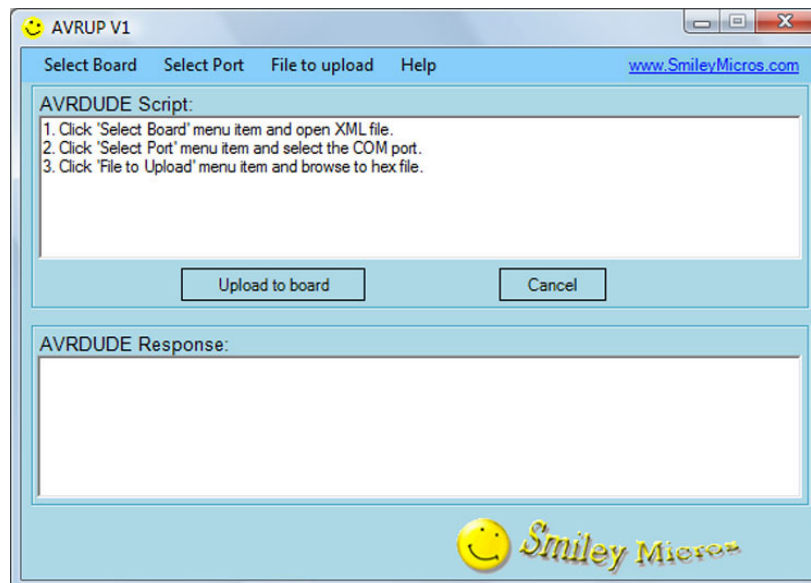 AVRUP V1
Select Board Select Port File to upload Help www.SmileyMicros.com
AVRDUDE Script:
1. Click 'Select Board' menu item and open XML file.
2. Click 'Select Port' menu item and select the COM port.
3. Click 'File to Upload' menu item and browse to hex file.
Upload to board Cancel
AVRDUDE Response:
Smiley Micros